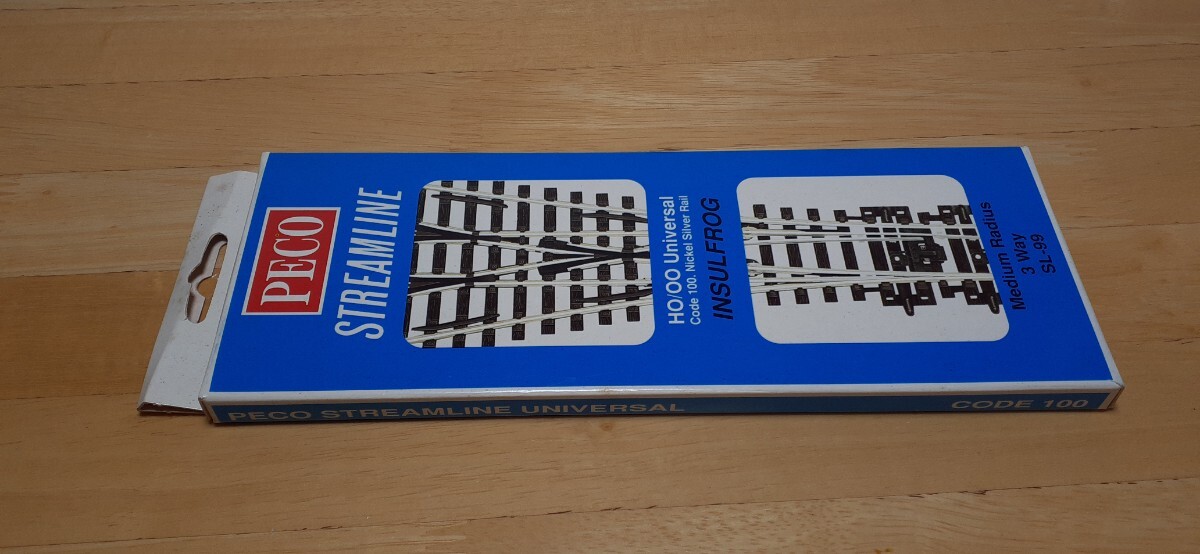 PECO
STREAMLINE
HO/OO Universal
Code 100. Nickel Silver Rail
INSULFROG
Medium Radius
3 Way
SL-99
PECO STREAMLINE UNIVERSAL
CODE 100